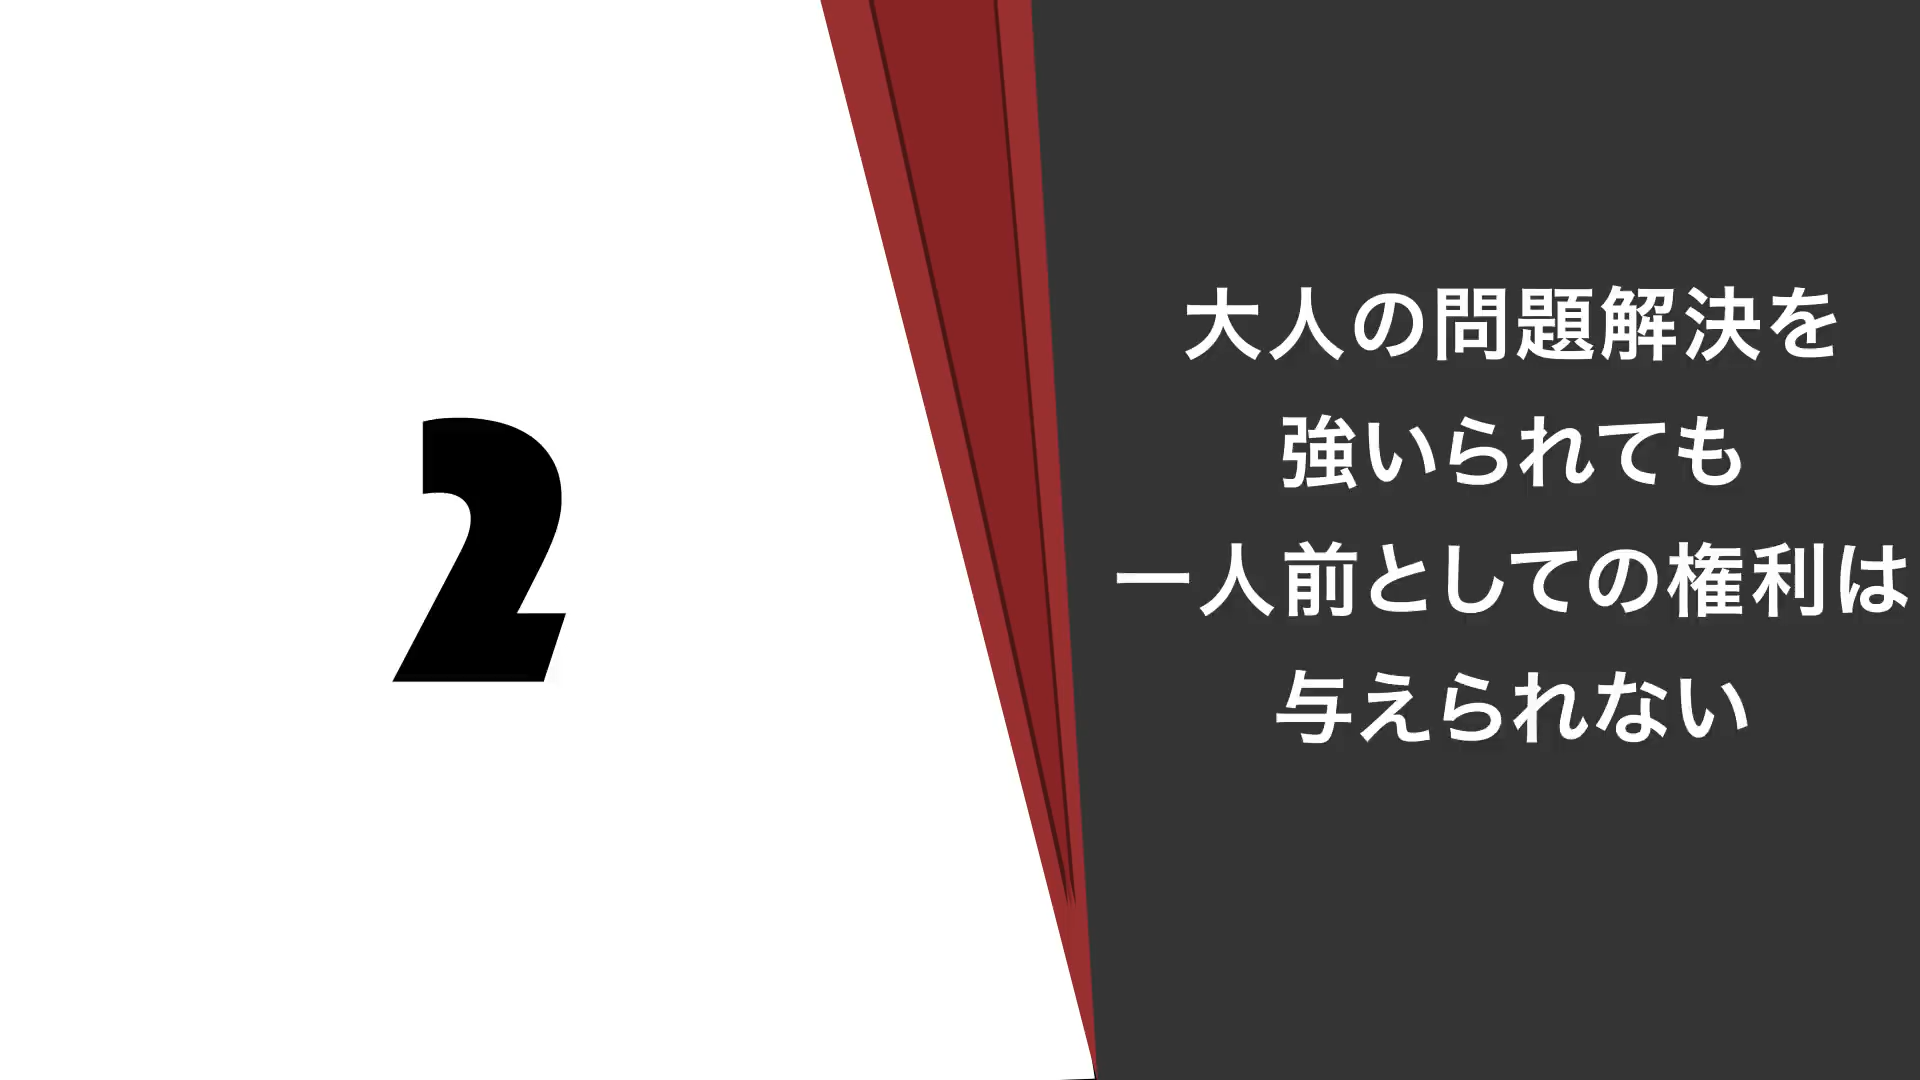 2
大人の問題解決を
強いられても
一人前としての権利は
与えられない